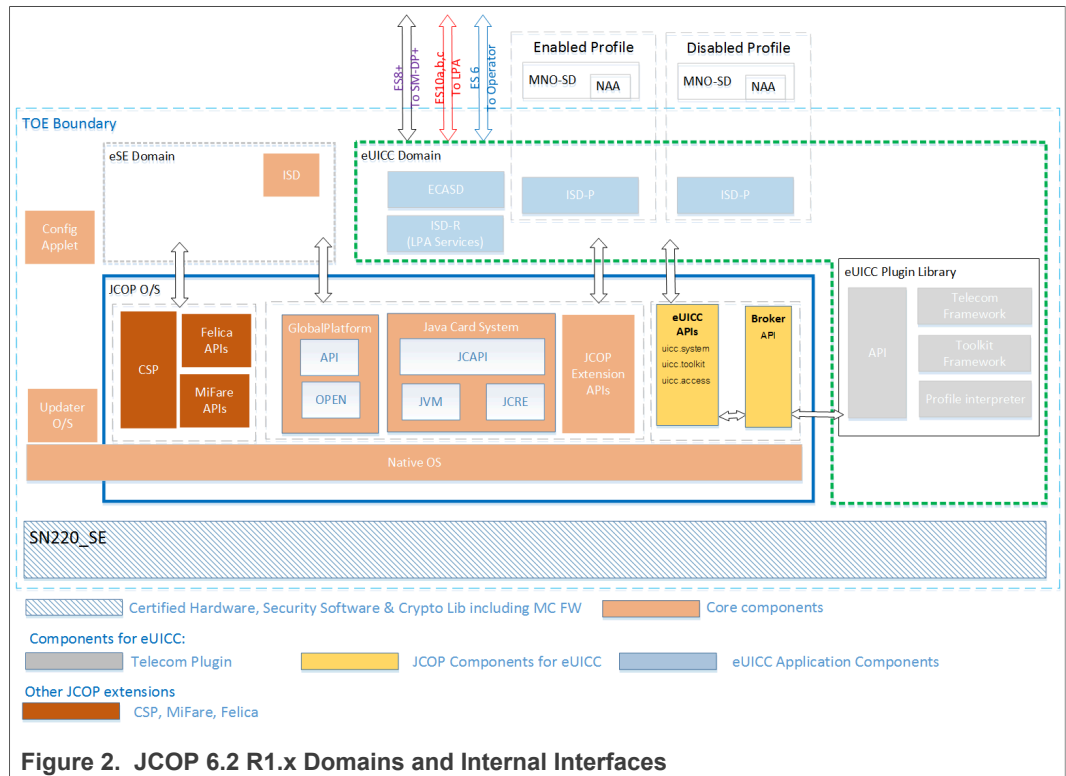 ES8+
To SM-DP+
ES10a,b,c
To LPA
ES 6
To Operator
Enabled Profile
MNO-SD
NAA
Disabled Profile
MNO-SD
NAA
TOE Boundary
eSE Domain
ISD
eUICC Domain
ECASD
ISD-R
(LPA Services)
ISD-P
ISD-P
Config
Applet
JCOP O/S
CSP
Felica
APIs
MiFare
APIs
GlobalPlatform
API
OPEN
Java Card System
JCAPI
JVM
JCRE
JCOP
Extension
APIs
eUICC
APIs
uicc.system
uicc.toolkit
uicc.access
Broker
API
eUICC Plugin Library
API
Telecom
Framework
Toolkit
Framework
Profile interpreter
Updater
O/S
Native OS
SN220_SE
Certified Hardware, Security Software & Crypto Lib including MC FW
Core components
Components for eUICC:
Telecom Plugin
JCOP Components for eUICC
eUICC Application Components
Other JCOP extensions
CSP, MiFare, Felica
Figure 2. JCOP 6.2 R1.x Domains and Internal Interfaces